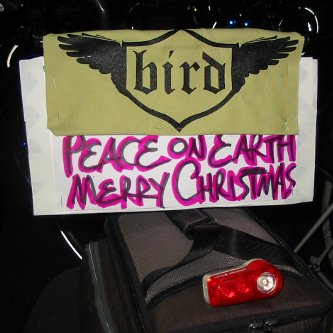 bird
PEACE ON EARTH
MERRY CHRISTMAS